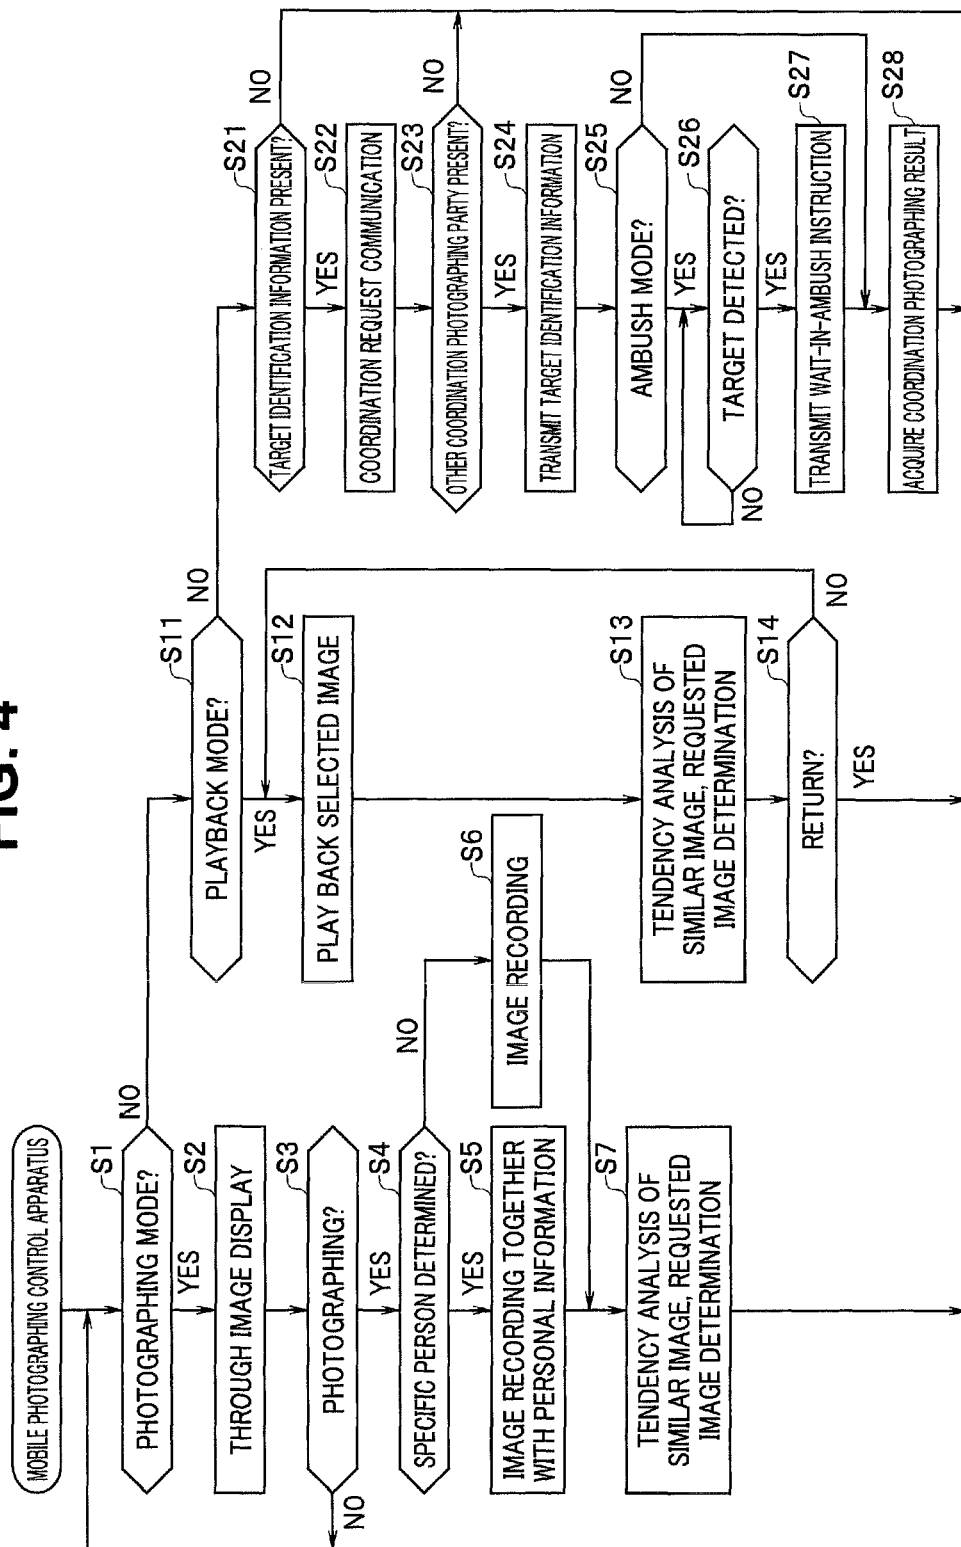 FIG. 4
MOBILE PHOTOGRAPHING CONTROL APPARATUS
S1
PHOTOGRAPHING MODE?
NO
YES
S2
THROUGH IMAGE DISPLAY
S3
PHOTOGRAPHING?
NO
YES
S4
SPECIFIC PERSON DETERMINED?
NO
YES
S5
IMAGE RECORDING TOGETHER
WITH PERSONAL INFORMATION
S6
IMAGE RECORDING
S7
TENDENCY ANALYSIS OF
SIMILAR IMAGE, REQUESTED
IMAGE DETERMINATION
S11
PLAYBACK MODE?
NO
YES
S12
PLAY BACK SELECTED IMAGE
S13
TENDENCY ANALYSIS OF
SIMILAR IMAGE, REQUESTED
IMAGE DETERMINATION
S14
RETURN?
NO
YES
S21
TARGET IDENTIFICATION INFORMATION PRESENT?
NO
YES
S22
COORDINATION REQUEST COMMUNICATION
S23
OTHER COORDINATION PHOTOGRAPHING PARTY PRESENT?
NO
YES
S24
TRANSMIT TARGET IDENTIFICATION INFORMATION
S25
AMBUSH MODE?
NO
YES
S26
TARGET DETECTED?
NO
YES
S27
TRANSMIT WAIT-IN-AMBUSH INSTRUCTION
S28
ACQUIRE COORDINATION PHOTOGRAPHING RESULT